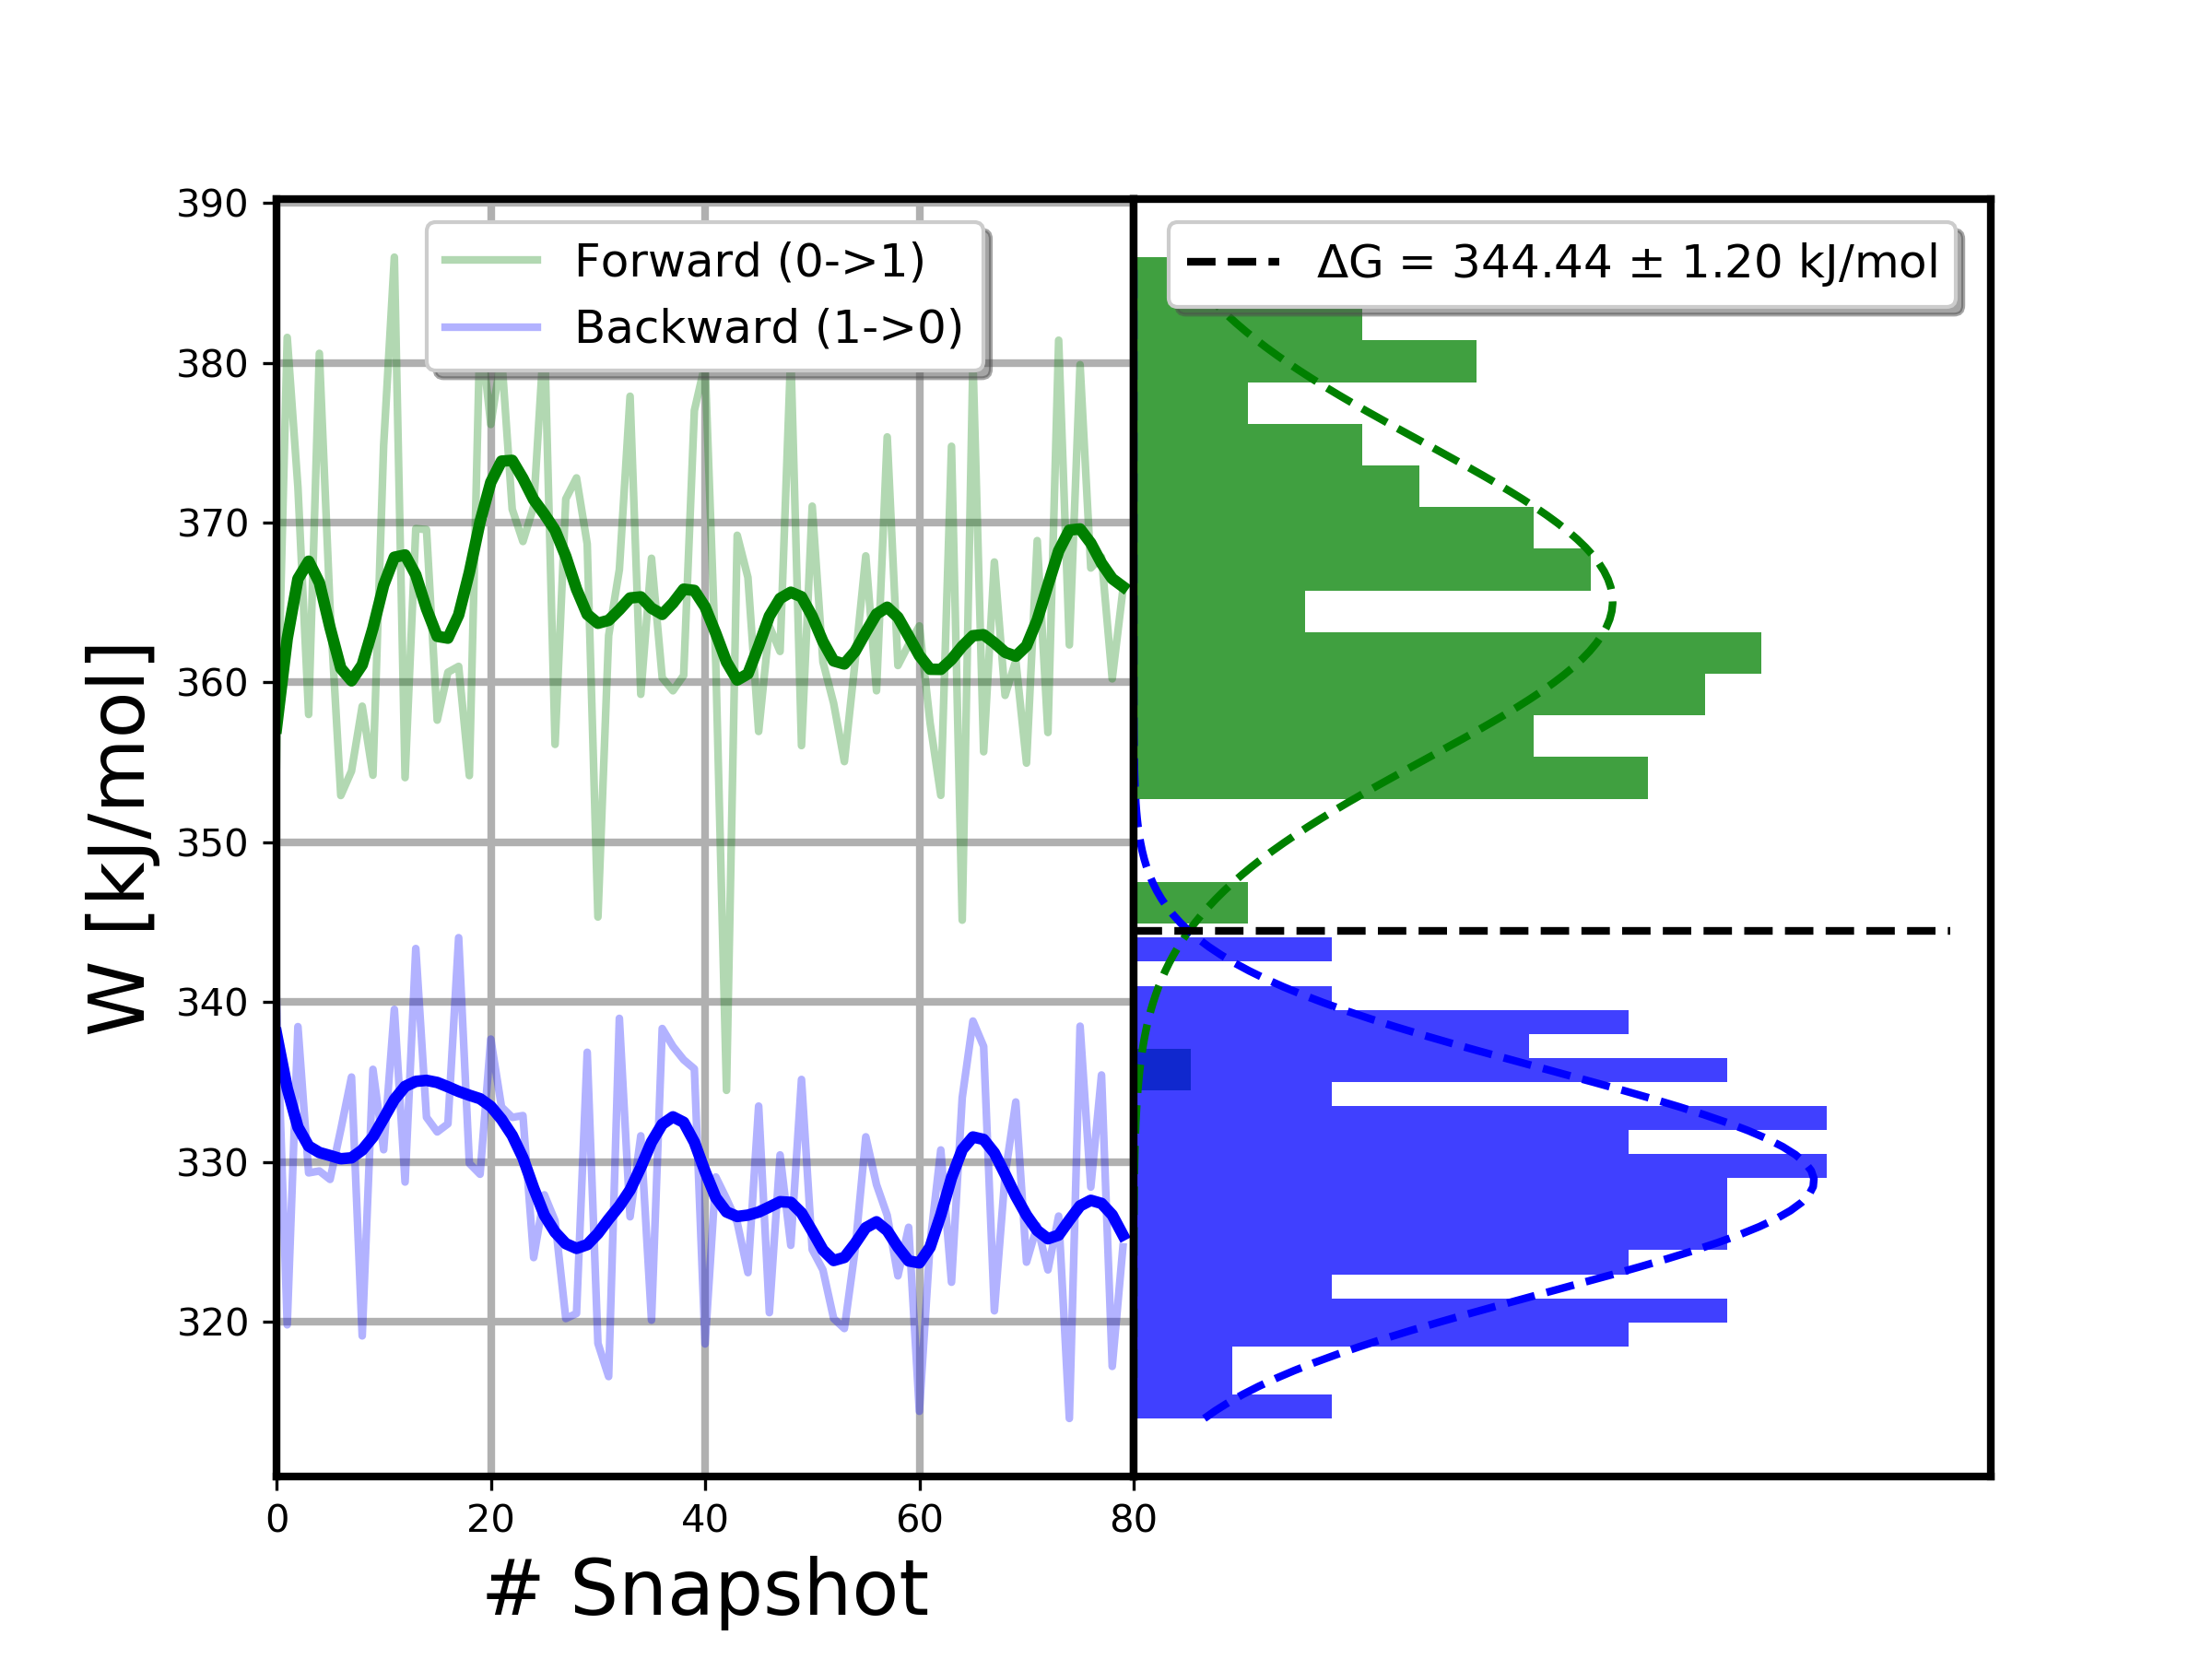 390
380
370
360
350
340
330
320
W [kJ/mol]
Forward (0->1)
Backward (1->0)
ΔG = 344.44 ± 1.20 kJ/mol
0 20 40 60 80
# Snapshot